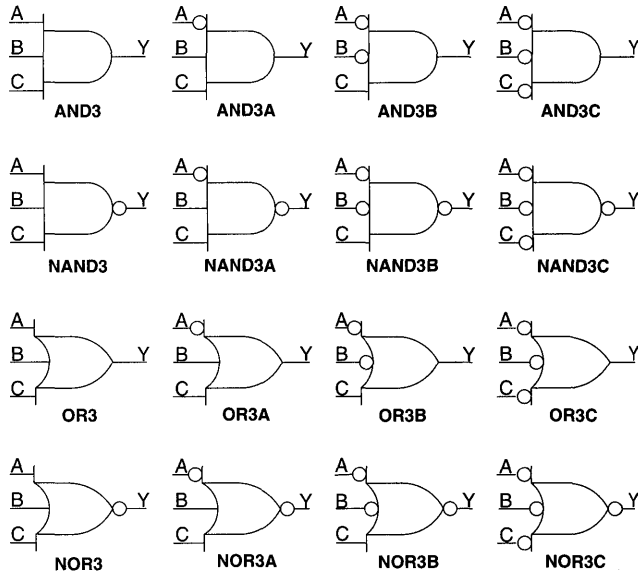 A A A A
B Y B Y B Y B Y
C C C C
AND3 AND3A AND3B AND3C
A A A A
B Y B Y B Y B Y
C C C C
NAND3 NAND3A NAND3B NAND3C
A A A A
B Y B Y B Y B Y
C C C C
OR3 OR3A OR3B OR3C
A A A A
B Y B Y B Y B Y
C C C C
NOR3 NOR3A NOR3B NOR3C